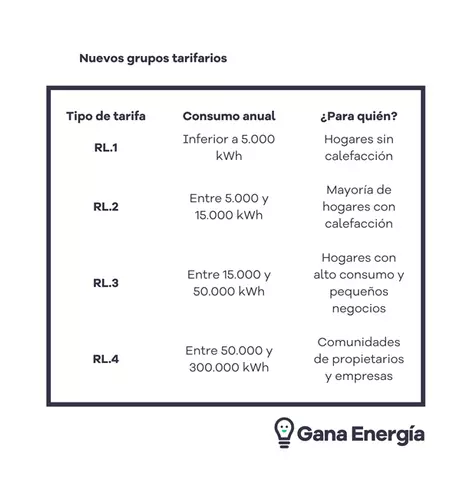 Nuevos grupos tarifarios
Tipo de tarifa Consumo anual ¿Para quién?
RL.1
Inferior a 5.000
kWh
Hogares sin
calefacción
RL.2
Entre 5.000 y
15.000 kWh
Mayoría de
hogares con
calefacción
RL.3
Entre 15.000 y
50.000 kWh
Hogares con
alto consumo y
pequeños
negocios
RL.4
Entre 50.000 y
300.000 kWh
Comunidades
de propietarios
y empresas
Gana Energía